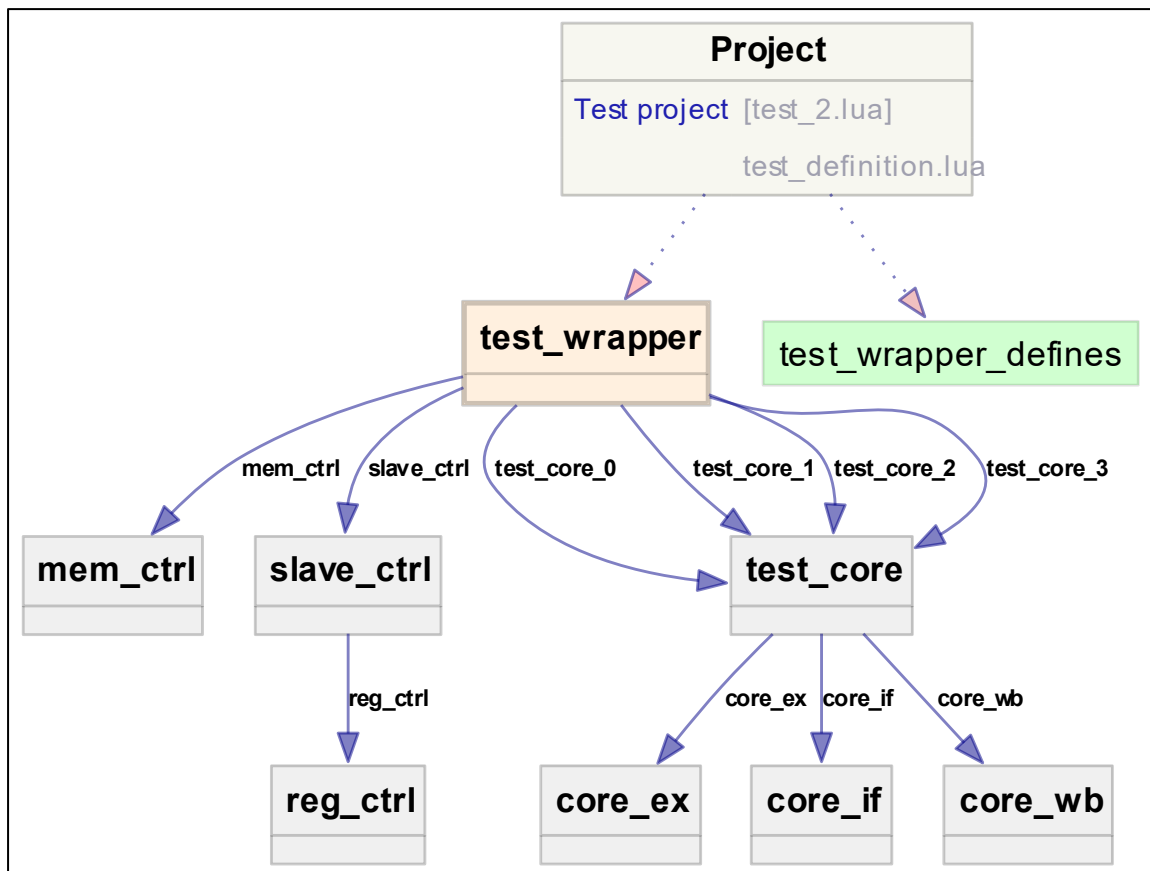 Project
Test project [test_2.lua]
test_definition.lua
test_wrapper
test_wrapper_defines
mem_ctrl slave_ctrl test_core_0 test_core_1 test_core_2 test_core_3
mem_ctrl slave_ctrl test_core
reg_ctrl core_ex core_if core_wb
reg_ctrl core_ex core_if core_wb